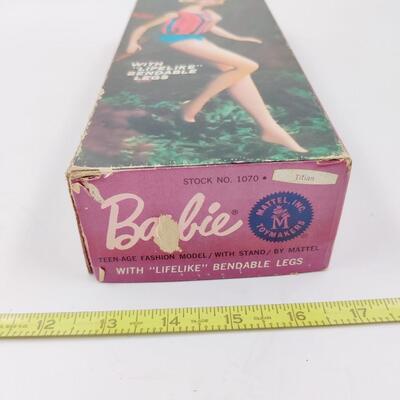 WITH
"LIFELIKE"
BENDABLE
LEGS
STOCK NO. 1070 • Titian
Barbie®
MATTEL, INC.
M
TOYMAKERS
TEEN-AGE FASHION MODEL/WITH STAND/BY MATTEL
WITH "LIFELIKE" BENDABLE LEGS
12 13 14 15 16 17